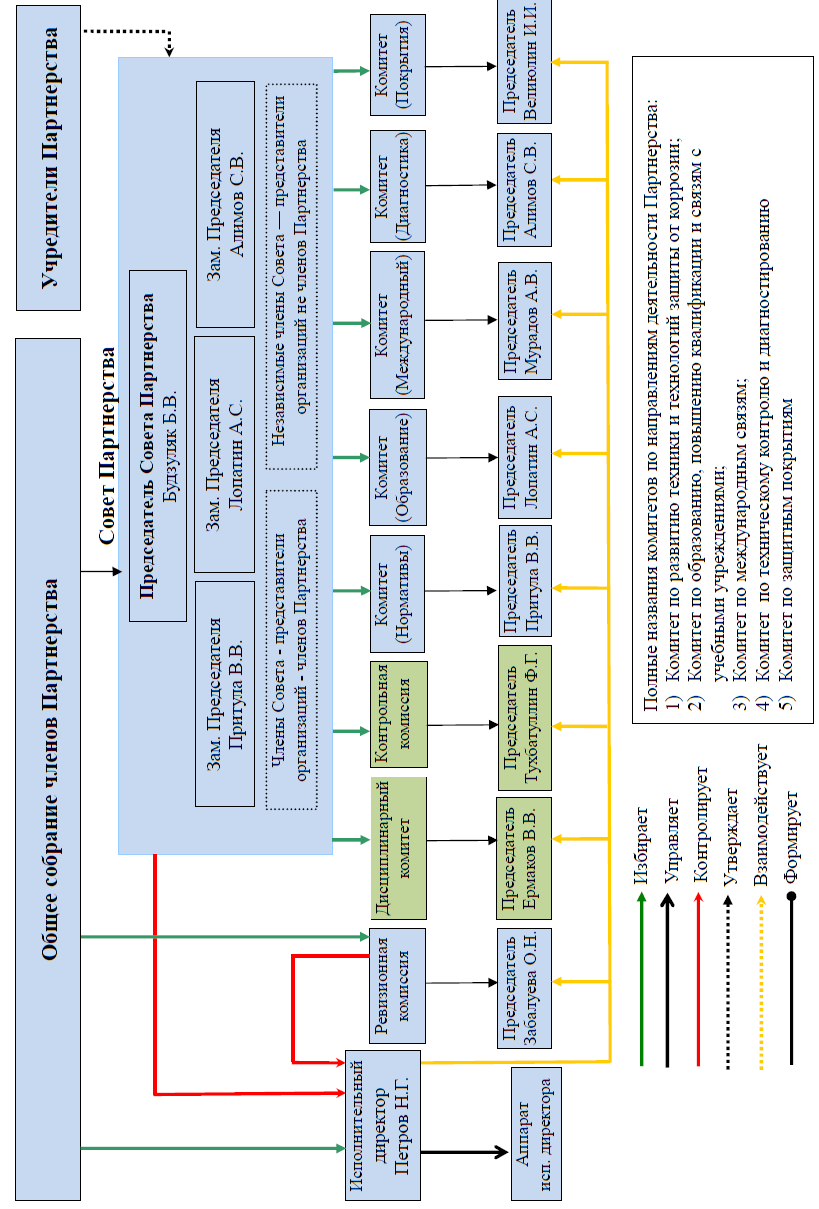 Общее собрание членов Партнерства
Учредители Партнерства
Совет Партнерства
Председатель Совета Партнерства
Будзуляк Б.В.
Зам. Председателя
Притула В.В.
Зам. Председателя
Лопатин А.С.
Зам. Председателя
Алимов С.В.
Члены Совета - представители
организаций - членов Партнерства
Независимые члены Совета — представители
организаций не членов Партнерства
Исполнительный
директор
Петров Н.Г.
Ревизионная
комиссия
Дисциплинарный
комитет
Контрольная
комиссия
Комитет
(Нормативы)
Комитет
(Образование)
Комитет
(Международный)
Комитет
(Диагностика)
Комитет
(Покрытия)
Аппарат
исп. директора
Председатель
Забалуева О.Н.
Председатель
Ермаков В.В.
Председатель
Тухбатуллин Ф.Г.
Председатель
Притула В.В.
Председатель
Лопатин А.С.
Председатель
Мурадов А.В.
Председатель
Алимов С.В.
Председатель
Велиюлин И.И.
Избирает
Управляет
Контролирует
Утверждает
Взаимодействует
Формирует
Полные названия комитетов по направлениям деятельности Партнерства:
1) Комитет по развитию техники и технологий защиты от коррозии;
2) Комитет по образованию, повышению квалификации и связям с
учебными учреждениями;
3) Комитет по международным связям;
4) Комитет по техническому контролю и диагностированию
5) Комитет по защитным покрытиям